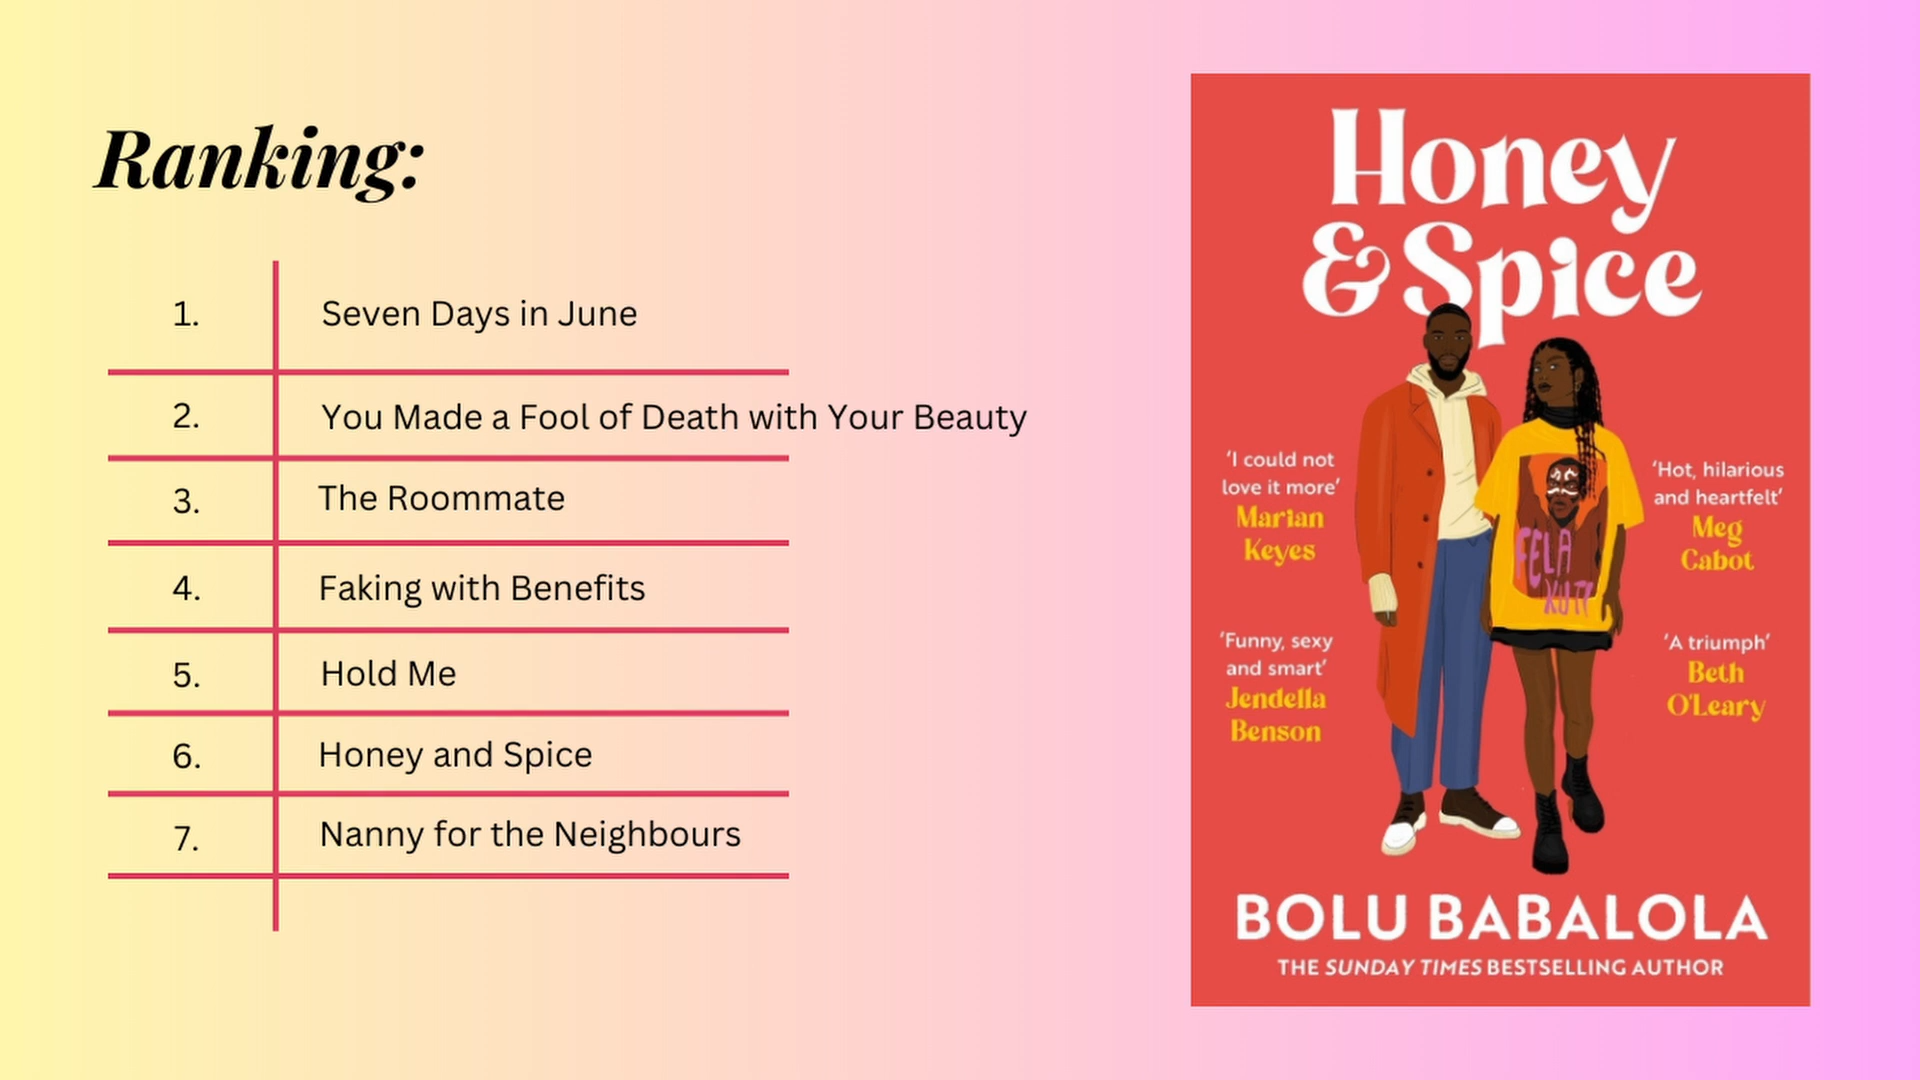 Ranking:
1. Seven Days in June
2. You Made a Fool of Death with Your Beauty
3. The Roommate
4. Faking with Benefits
5. Hold Me
6. Honey and Spice
7. Nanny for the Neighbours
Honey
& Spice
‘I could not
love it more’
Marian
Keyes
‘Hot, hilarious
and heartfelt’
Meg
Cabot
FELA
KUTI
‘Funny, sexy
and smart’
Jendella
Benson
‘A triumph’
Beth
O'Leary
BOLU BABALOLA
THE SUNDAY TIMES BESTSELLING AUTHOR